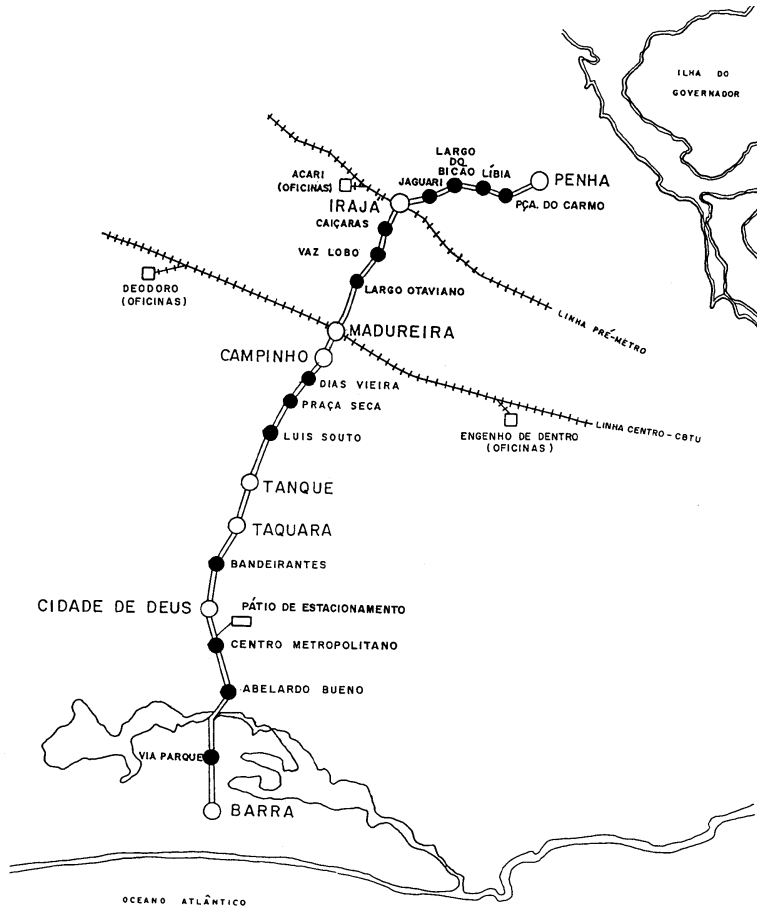 ILHA DO
GOVERNADOR
LARGO
DO
BICÃO
LÍBIA
JAGUARI
PENHA
PÇA. DO CARMO
ACARI
(OFICINAS)
IRAJÁ
CAIÇARAS
VAZ LOBO
LARGO OTAVIANO
DEODORO
(OFICINAS)
LINHA PRÉ-METRÔ
MADUREIRA
CAMPINHO
DIAS VIEIRA
PRAÇA SECA
LUIS SOUTO
ENGENHO DE DENTRO
(OFICINAS)
LINHA CENTRO-CBTU
TANQUE
TAQUARA
BANDEIRANTES
CIDADE DE DEUS
PÁTIO DE ESTACIONAMENTO
CENTRO METROPOLITANO
ABELARDO BUENO
VIA PARQUE
BARRA
OCEANO ATLÂNTICO